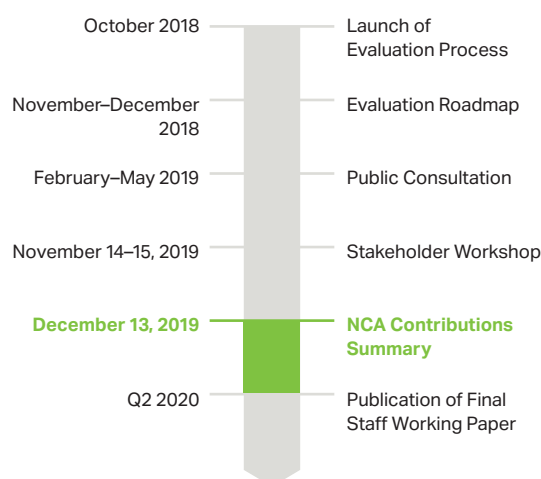 October 2018
Launch of
Evaluation Process
November–December
2018
Evaluation Roadmap
February–May 2019
Public Consultation
November 14–15, 2019
Stakeholder Workshop
December 13, 2019
NCA Contributions
Summary
Q2 2020
Publication of Final
Staff Working Paper